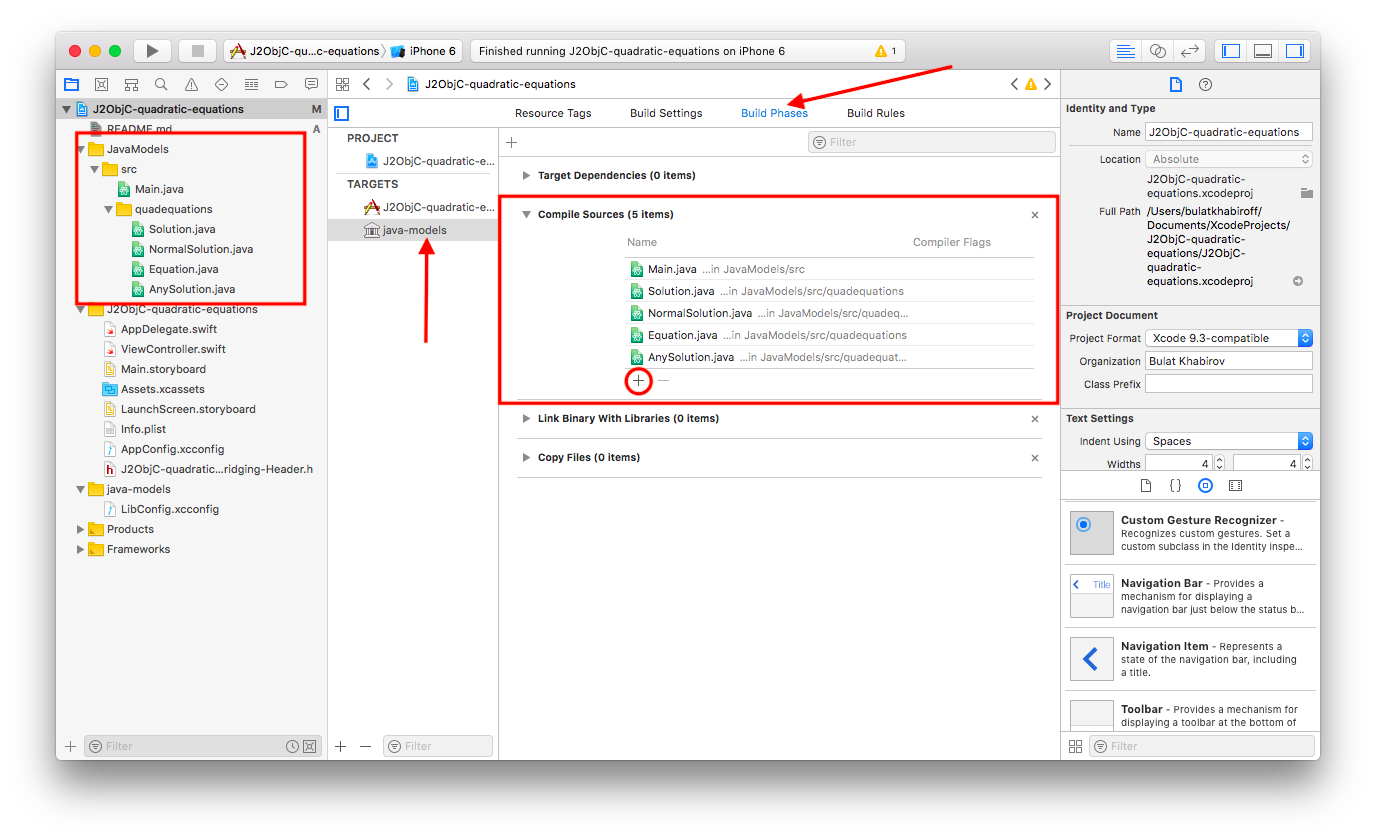 J2ObjC-qu...c-equations
iPhone 6
Finished running J2ObjC-quadratic-equations on iPhone 6
1
J2ObjC-quadratic-equations
M
README.md
A
JavaModels
src
Main.java
quadequations
Solution.java
NormalSolution.java
Equation.java
AnySolution.java
J2ObjC-quadratic-equations
AppDelegate.swift
ViewController.swift
Main.storyboard
Assets.xcassets
LaunchScreen.storyboard
Info.plist
AppConfig.xcconfig
J2ObjC-quadratic...ridging-Header.h
java-models
LibConfig.xcconfig
Products
Frameworks
Filter
J2ObjC-quadratic-equations
PROJECT
J2ObjC-quadratic-e...
TARGETS
J2ObjC-quadratic-e...
java-models
Filter
Resource Tags
Build Settings
Build Phases
Build Rules
Filter
Target Dependencies (0 items)
Compile Sources (5 items)
Name
Compiler Flags
Main.java ...in JavaModels/src
Solution.java ...in JavaModels/src/quadequations
NormalSolution.java ...in JavaModels/src/quadeq...
Equation.java ...in JavaModels/src/quadequations
AnySolution.java ...in JavaModels/src/quadequat...
Link Binary With Libraries (0 items)
Copy Files (0 items)
Identity and Type
Name J2ObjC-quadratic-equations
Location Absolute
J2ObjC-quadratic-
equations.xcodeproj
Full Path /Users/bulatkhabiroff/
Documents/XcodeProjects/
J2ObjC-quadratic-
equations/J2ObjC-
quadratic-
equations.xcodeproj
Project Document
Project Format Xcode 9.3-compatible
Organization Bulat Khabirov
Class Prefix
Text Settings
Indent Using Spaces
Widths 4 4
{}
Custom Gesture Recognizer -
Recognizes custom gestures. Set a
custom subclass in the Identity inspe...
Title
Navigation Bar - Provides a
mechanism for displaying a
navigation bar just below the status b...
Navigation Item - Represents a
state of the navigation bar, including
a title.
Toolbar - Provides a mechanism for
displaying a toolbar at the bottom of
Filter